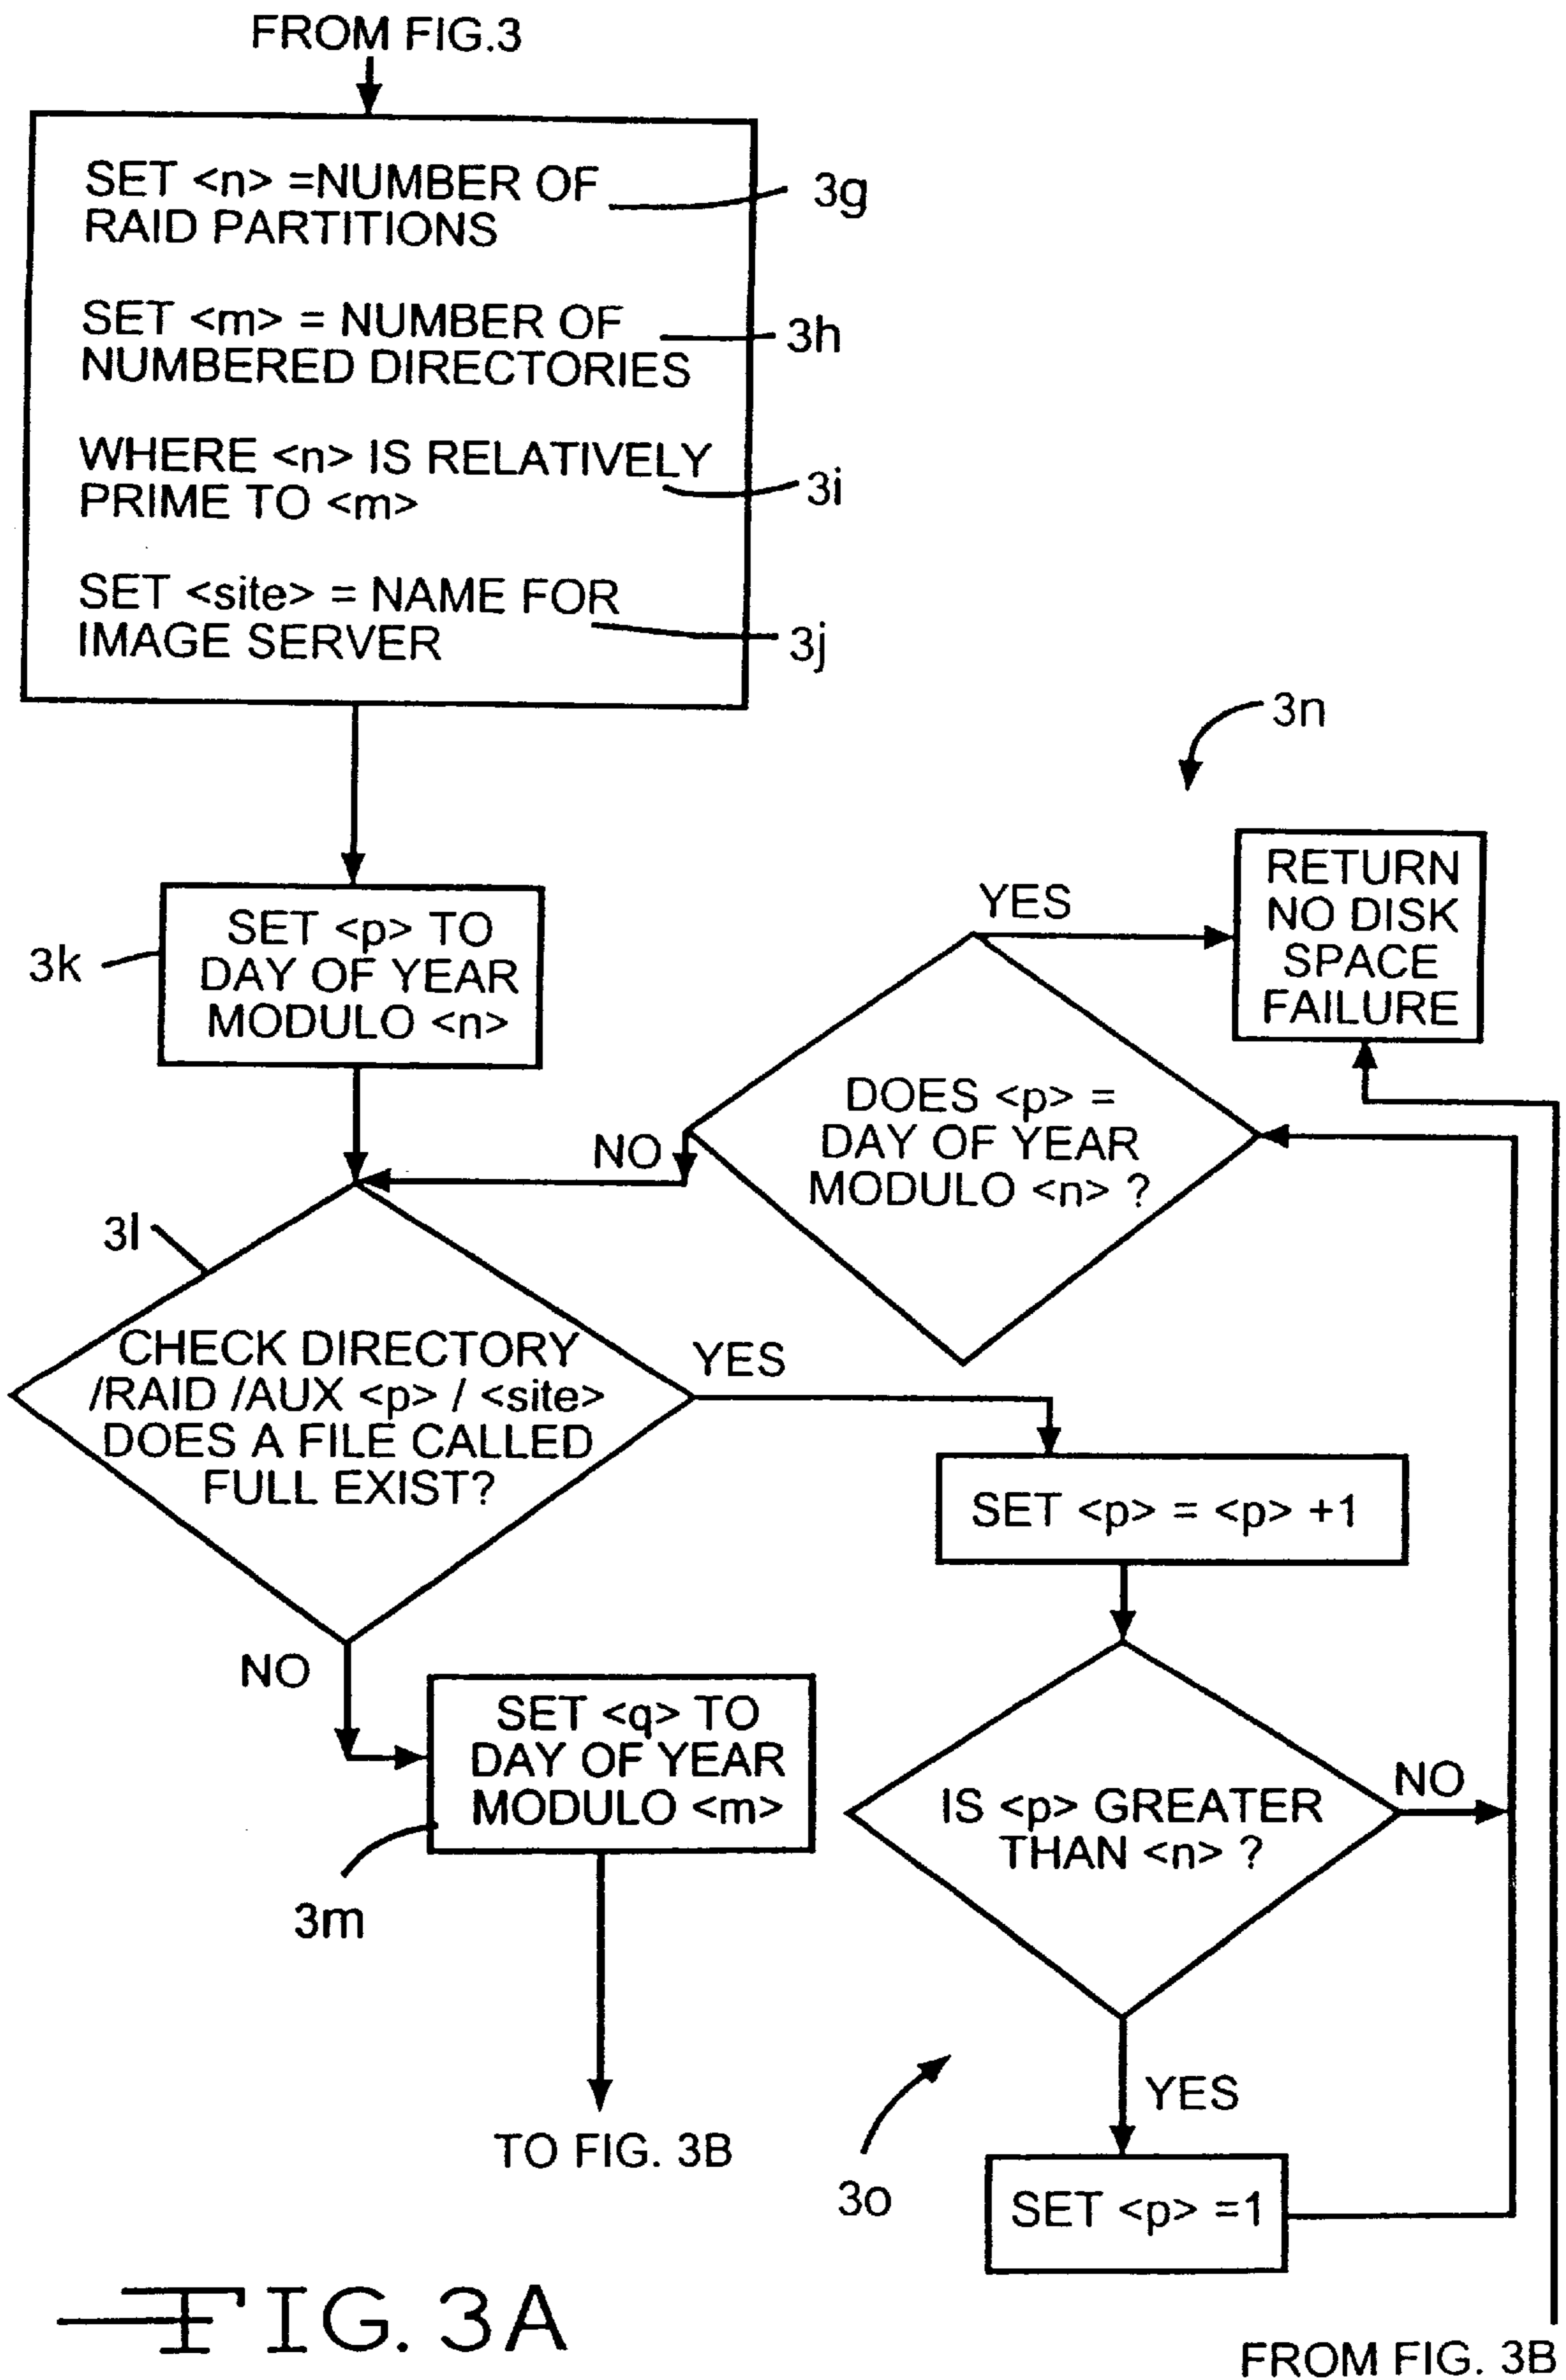 FROM FIG.3
SET <n> =NUMBER OF
RAID PARTITIONS
3g
SET <m> = NUMBER OF
NUMBERED DIRECTORIES
3h
WHERE <n> IS RELATIVELY
PRIME TO <m>
3i
SET <site> = NAME FOR
IMAGE SERVER
3j
3n
SET <p> TO
DAY OF YEAR
MODULO <n>
3k
YES
RETURN
NO DISK
SPACE
FAILURE
DOES <p> =
DAY OF YEAR
MODULO <n> ?
NO
3l
CHECK DIRECTORY
/RAID /AUX <p> / <site>
DOES A FILE CALLED
FULL EXIST?
YES
SET <p> = <p> +1
NO
SET <q> TO
DAY OF YEAR
MODULO <m>
3m
IS <p> GREATER
THAN <n> ?
NO
YES
TO FIG. 3B
3o
SET <p> =1
FIG. 3A
FROM FIG. 3B